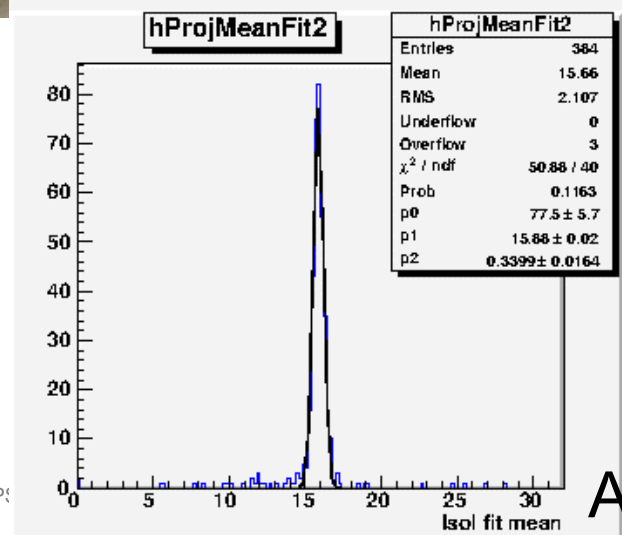 hProjMeanFit2
hProjMeanFit2
Entries 384
Mean 15.66
RMS 2.107
Underflow 0
Overflow 3
χ² / ndf 50.88 / 40
Prob 0.1163
p0 77.5 ± 5.7
p1 15.88 ± 0.02
p2 0.3399 ± 0.0164
80
70
60
50
40
30
20
10
0
0 5 10 15 20 25 30
Isol fit mean
A